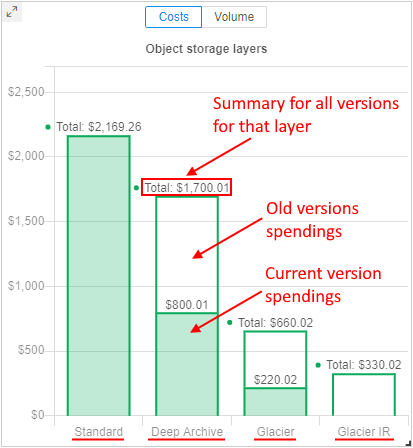 Costs Volume
Object storage layers
Summary for all versions
for that layer
$2,500
Total: $2,169.26
$2,000
Total: $1,700.01
$1,500
Old versions
spendings
$1,000
Current version
spendings
$800.01
$500
Total: $660.02
Total: $330.02
$220.02
$0
Standard Deep Archive Glacier Glacier IR